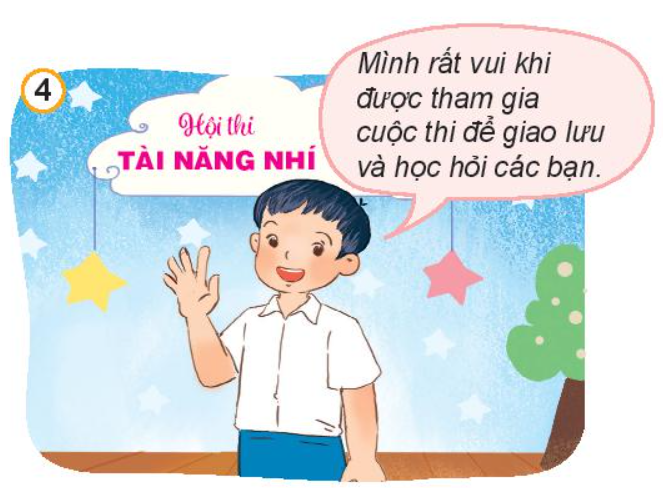 4
Hội thi
TÀI NĂNG NHÍ
Mình rất vui khi
được tham gia
cuộc thi để giao lưu
và học hỏi các bạn.